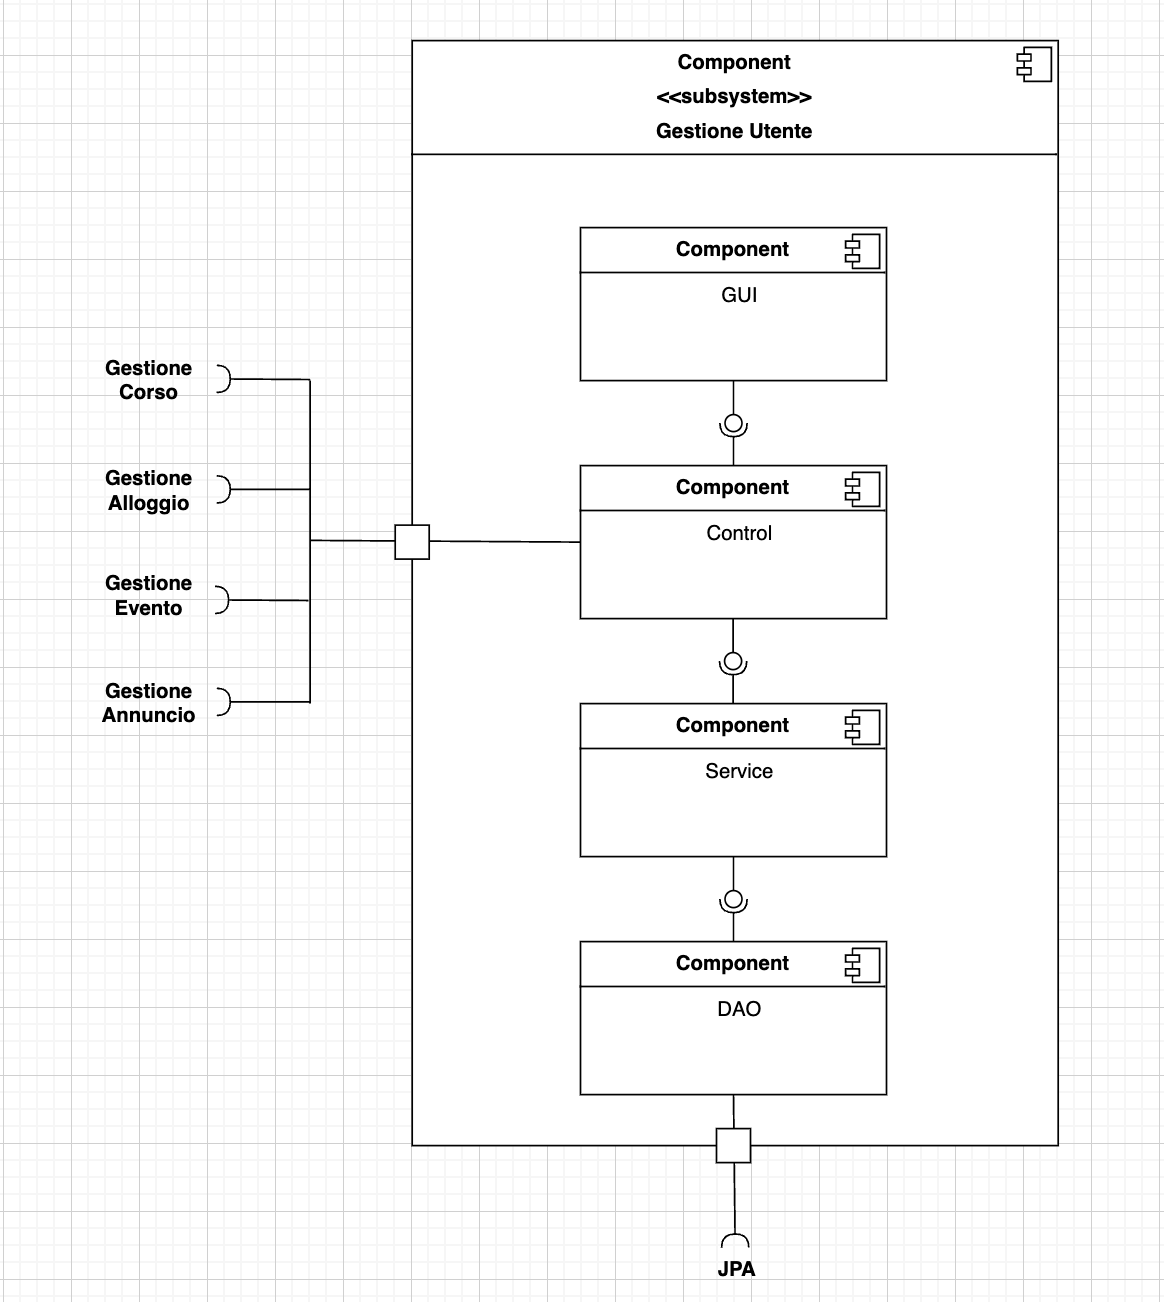 Component
<<subsystem>>
Gestione Utente
Component
GUI
Gestione
Corso
Component
Control
Gestione
Alloggio
Gestione
Evento
Gestione
Annuncio
Component
Service
Component
DAO
JPA